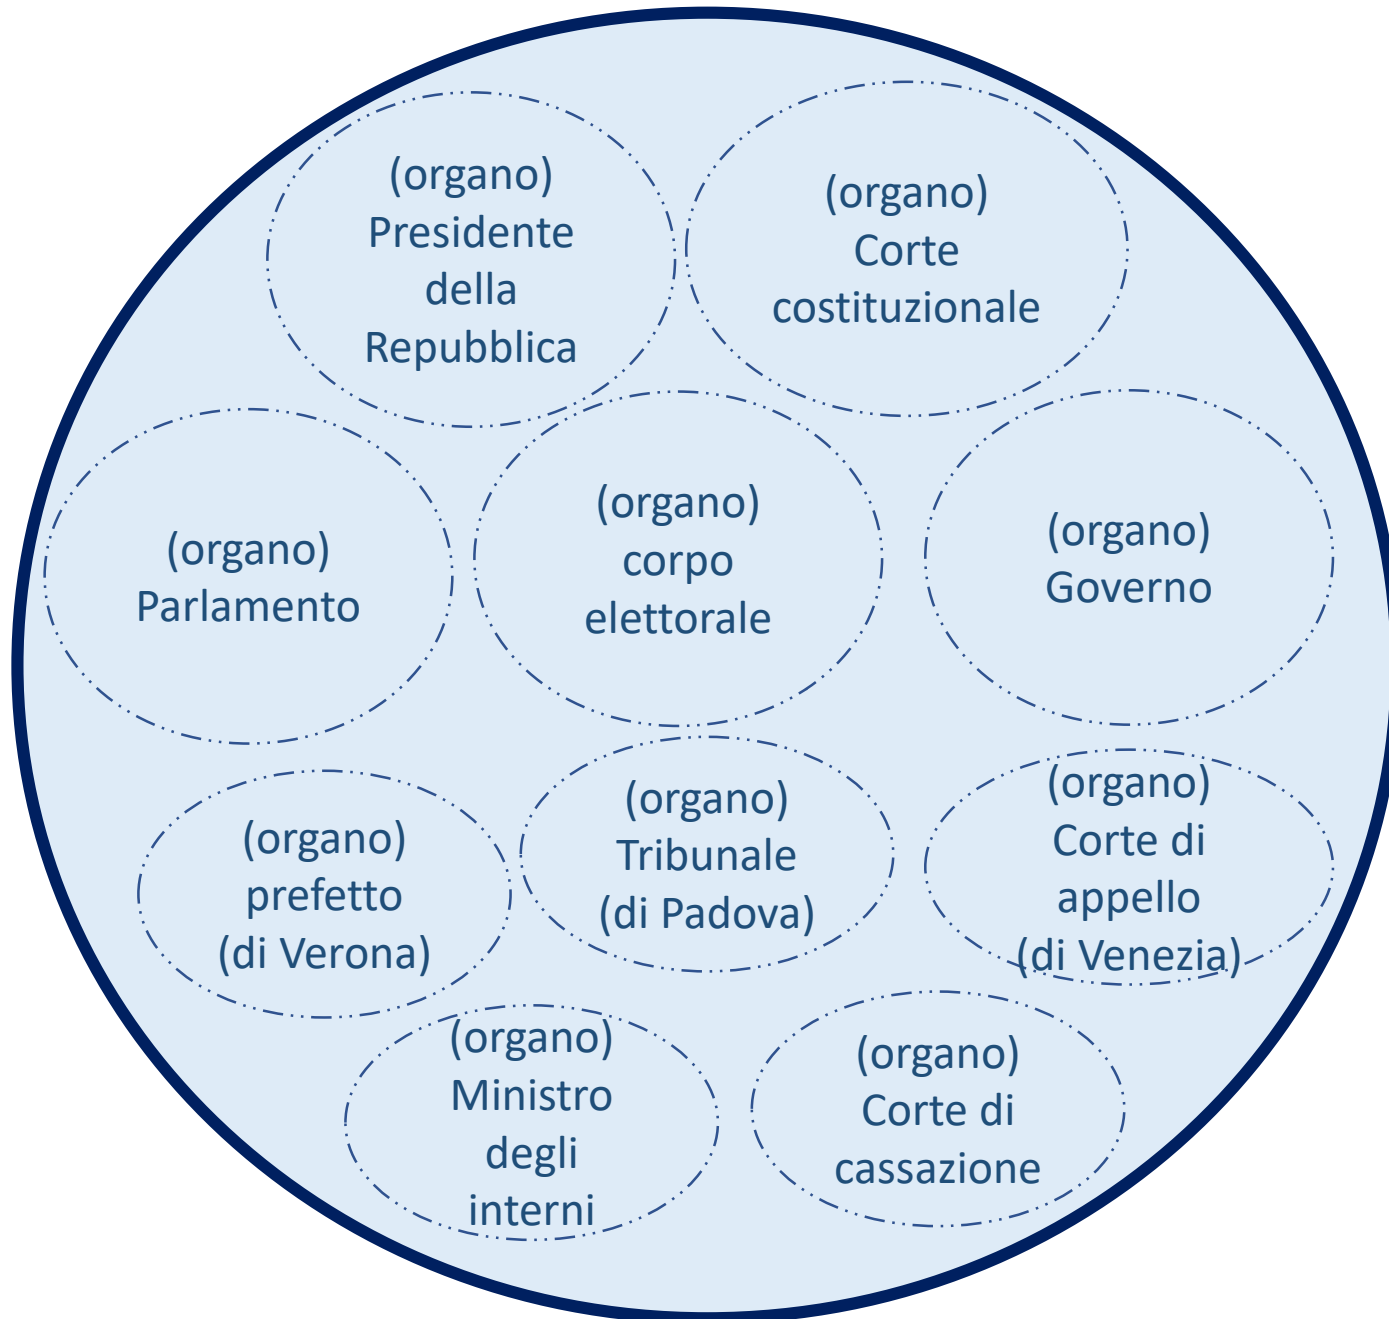 (organo)
Presidente
della
Repubblica
(organo)
Corte
costituzionale
(organo)
Parlamento
(organo)
corpo
elettorale
(organo)
Governo
(organo)
prefetto
(di Verona)
(organo)
Tribunale
(di Padova)
(organo)
Corte di
appello
(di Venezia)
(organo)
Ministro
degli
interni
(organo)
Corte di
cassazione